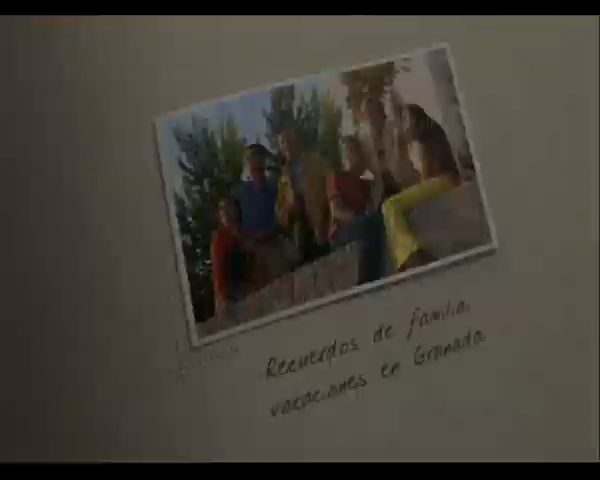 Recuerdos de familia,
vacaciones en Granada